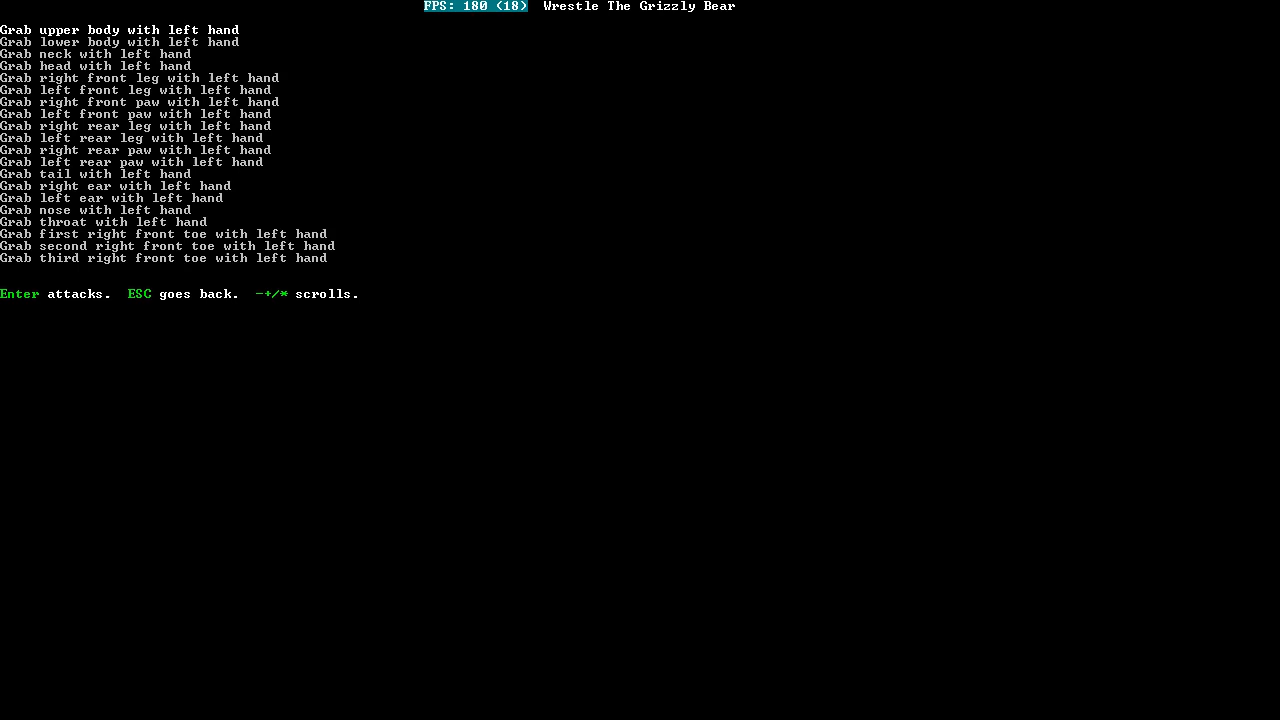 FPS: 180 (18) Wrestle The Grizzly Bear
Grab upper body with left hand
Grab lower body with left hand
Grab neck with left hand
Grab head with left hand
Grab right front leg with left hand
Grab left front leg with left hand
Grab right front paw with left hand
Grab left front paw with left hand
Grab right rear leg with left hand
Grab left rear leg with left hand
Grab right rear paw with left hand
Grab left rear paw with left hand
Grab tail with left hand
Grab right ear with left hand
Grab left ear with left hand
Grab nose with left hand
Grab throat with left hand
Grab first right front toe with left hand
Grab second right front toe with left hand
Grab third right front toe with left hand
Enter attacks. ESC goes back. -+/* scrolls.